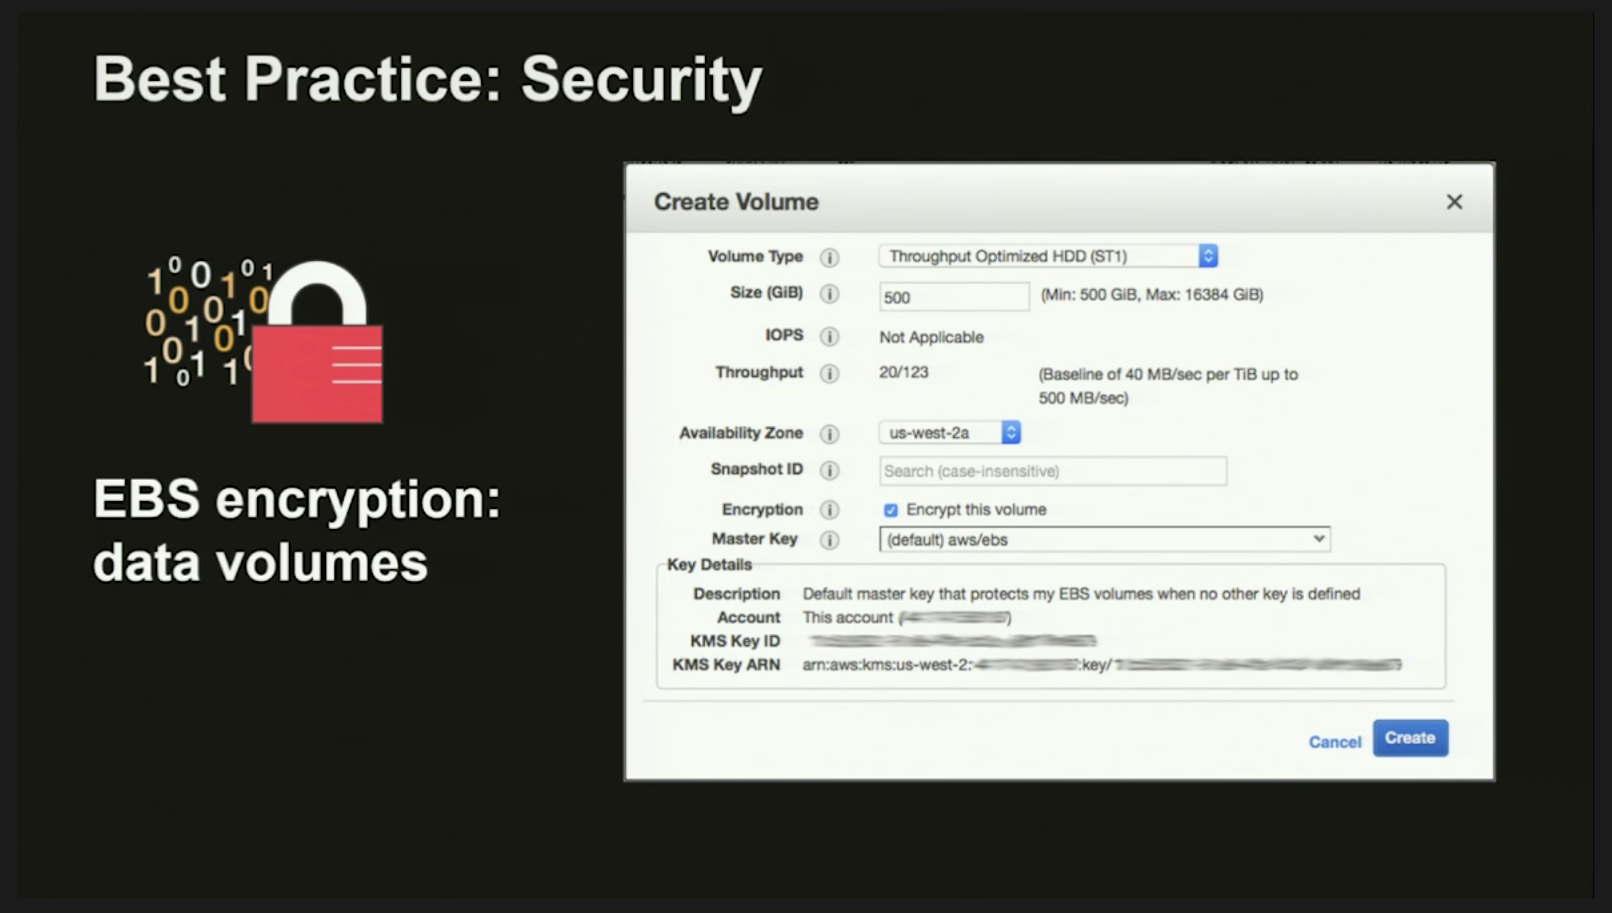 Best Practice: Security
EBS encryption:
data volumes
Create Volume
Volume Type Throughput Optimized HDD (ST1)
Size (GiB) 500 (Min: 500 GiB, Max: 16384 GiB)
IOPS Not Applicable
Throughput 20/123 (Baseline of 40 MB/sec per TiB up to
500 MB/sec)
Availability Zone us-west-2a
Snapshot ID Search (case-insensitive)
Encryption Encrypt this volume
Master Key (default) aws/ebs
Key Details
Description Default master key that protects my EBS volumes when no other key is defined
Account This account ( )
KMS Key ID
KMS Key ARN arn:aws:kms:us-west-2: :key/
Cancel Create